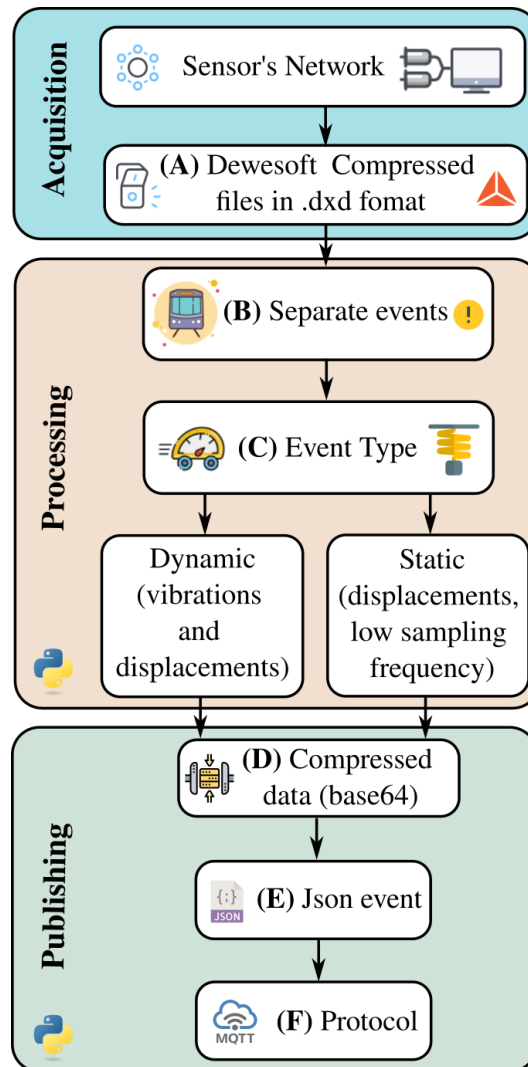 Acquisition
Sensor's Network
(A) Dewesoft Compressed
files in .dxd fomat
Processing
(B) Separate events
!
(C) Event Type
Dynamic
(vibrations
and
displacements)
Static
(displacements,
low sampling
frequency)
Publishing
(D) Compressed
data (base64)
{;}
JSON
(E) Json event
MQTT
(F) Protocol